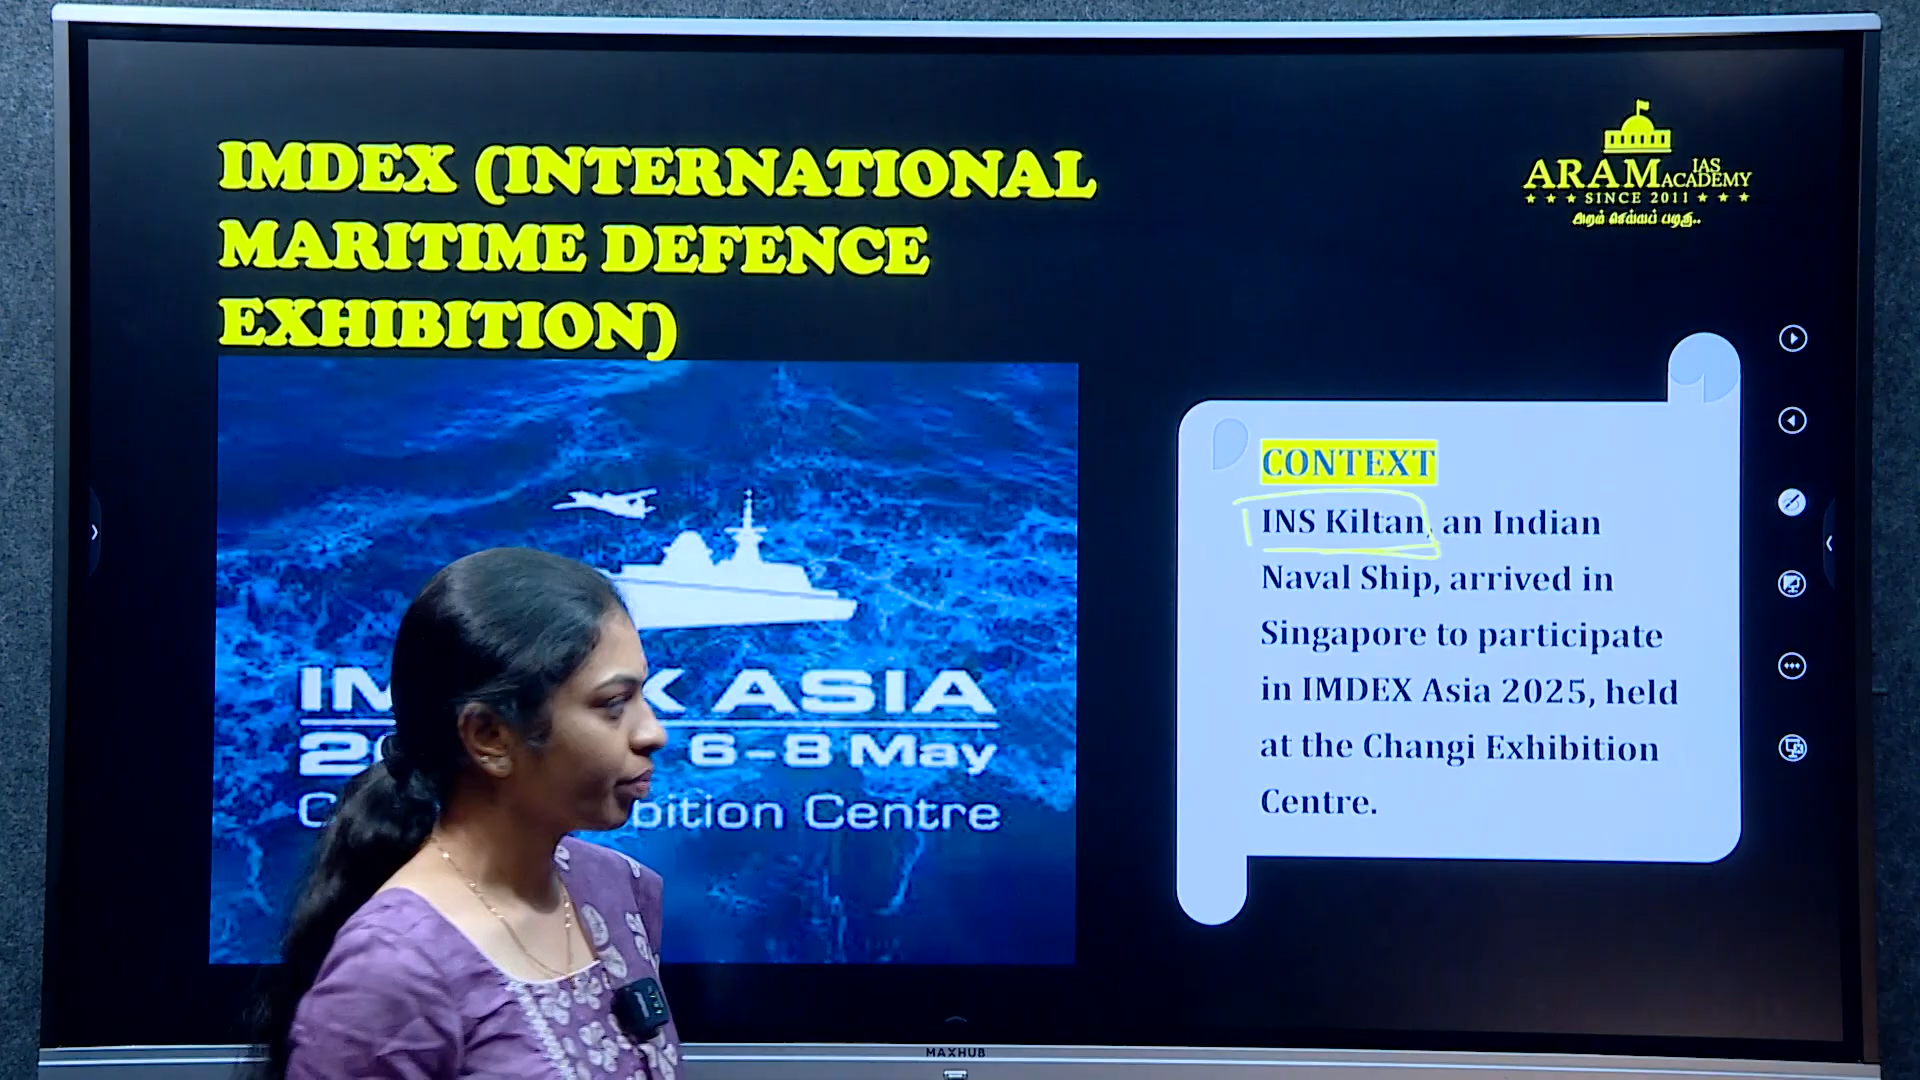 IMDEX (INTERNATIONAL
MARITIME DEFENCE
EXHIBITION)
ARAM IAS ACADEMY
SINCE 2011
அறம் செய்யப் பழகு..
CONTEXT
INS Kiltan, an Indian
Naval Ship, arrived in
Singapore to participate
in IMDEX Asia 2025, held
at the Changi Exhibition
Centre.
ASIA
6-8 May
Centre
MAXHUB